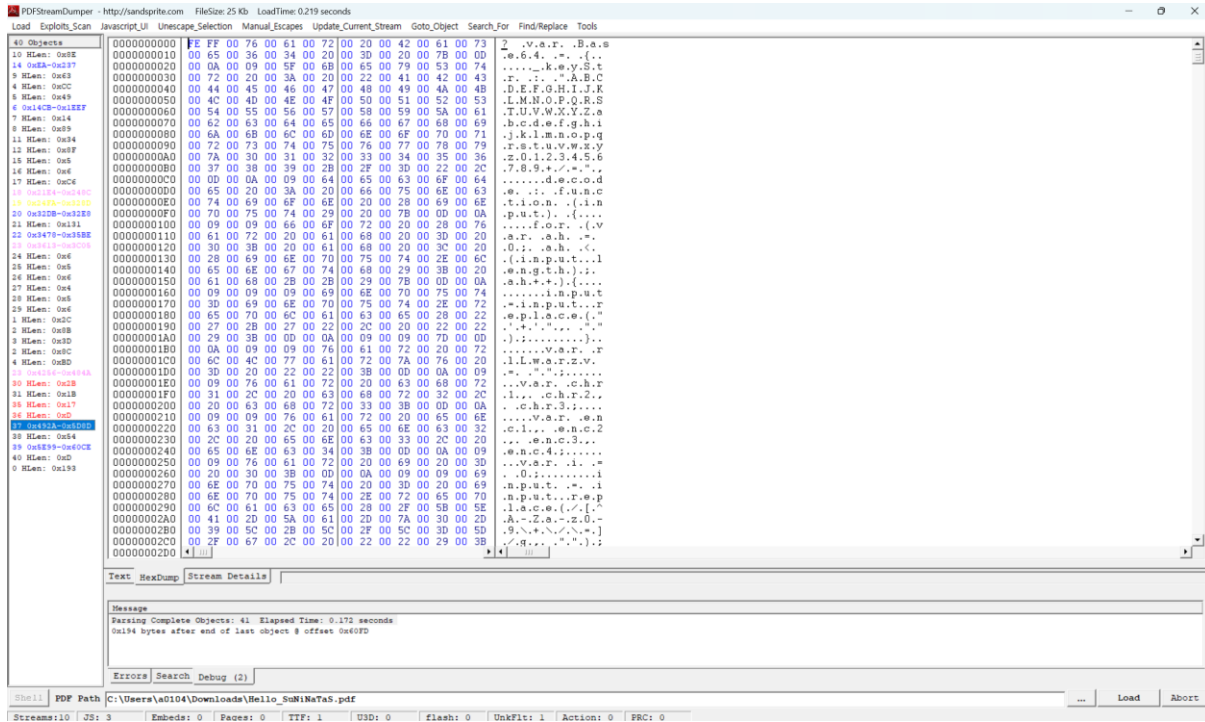 PDFStreamDumper - http://sandsprite.com FileSize: 25 Kb LoadTime: 0.219 seconds
Load Exploits_Scan Javascript_UI Unescape_Selection Manual_Escapes Update_Current_Stream Goto_Object Search_For Find/Replace Tools
40 Objects
10 HLen: 0x8E
14 0xEA-0x237
9 HLen: 0x63
4 HLen: 0xCC
5 HLen: 0x49
6 0x14CB-0x1EEF
7 HLen: 0x14
8 HLen: 0x89
11 HLen: 0x34
12 HLen: 0x8F
15 HLen: 0x5
16 HLen: 0x6
17 HLen: 0xC6
20 0x32DB-0x32E8
21 HLen: 0x131
22 0x3478-0x35BE
23 0x3613-0x3C05
24 HLen: 0x6
25 HLen: 0x5
26 HLen: 0x6
27 HLen: 0x4
28 HLen: 0x5
29 HLen: 0x6
1 HLen: 0x2C
2 HLen: 0x8B
3 HLen: 0x3D
2 HLen: 0x8C
4 HLen: 0xBD
30 HLen: 0x2B
31 HLen: 0x1B
35 HLen: 0x17
36 HLen: 0xD
37 0x492A-0x5D8D
38 HLen: 0x54
39 0x5E99-0x60CE
40 HLen: 0xD
0 HLen: 0x193
0000000000 FE FF 00 76 00 61 00 72 00 20 00 42 00 61 00 73 ? .v.a.r. .B.a.s
0000000010 00 65 00 36 00 34 00 20 00 3D 00 20 00 7B 00 0D .e.6.4. .=. .{..
0000000020 00 0A 00 09 00 5F 00 6B 00 65 00 79 00 53 00 74 ....._.k.e.y.S.t
0000000030 00 72 00 20 00 3A 00 20 00 22 00 41 00 42 00 43 .r. .:. .".A.B.C
0000000040 00 44 00 45 00 46 00 47 00 48 00 49 00 4A 00 4B .D.E.F.G.H.I.J.K
0000000050 00 4C 00 4D 00 4E 00 4F 00 50 00 51 00 52 00 53 .L.M.N.O.P.Q.R.S
0000000060 00 54 00 55 00 56 00 57 00 58 00 59 00 5A 00 61 .T.U.V.W.X.Y.Z.a
0000000070 00 62 00 63 00 64 00 65 00 66 00 67 00 68 00 69 .b.c.d.e.f.g.h.i
0000000080 00 6A 00 6B 00 6C 00 6D 00 6E 00 6F 00 70 00 71 .j.k.l.m.n.o.p.q
0000000090 00 72 00 73 00 74 00 75 00 76 00 77 00 78 00 79 .r.s.t.u.v.w.x.y
00000000A0 00 7A 00 30 00 31 00 32 00 33 00 34 00 35 00 36 .z.0.1.2.3.4.5.6
00000000B0 00 37 00 38 00 39 00 2B 00 2F 00 3D 00 22 00 2C .7.8.9.+./.=.".,
00000000C0 00 0D 00 0A 00 09 00 64 00 65 00 63 00 6F 00 64 .......d.e.c.o.d
00000000D0 00 65 00 20 00 3A 00 20 00 66 00 75 00 6E 00 63 .e. .:. .f.u.n.c
00000000E0 00 74 00 69 00 6F 00 6E 00 20 00 28 00 69 00 6E .t.i.o.n. .(.i.n
00000000F0 00 70 00 75 00 74 00 29 00 20 00 7B 00 0D 00 0A .p.u.t.). .{....
0000000100 00 09 00 09 00 66 00 6F 00 72 00 20 00 28 00 76 .....f.o.r. .(.v
0000000110 00 61 00 72 00 20 00 61 00 68 00 20 00 3D 00 20 .a.r. .a.h. .=.
0000000120 00 30 00 3B 00 20 00 61 00 68 00 20 00 3C 00 20 .0.;. .a.h. .<.
0000000130 00 28 00 69 00 6E 00 70 00 75 00 74 00 2E 00 6C .(.i.n.p.u.t...l
0000000140 00 65 00 6E 00 67 00 74 00 68 00 29 00 3B 00 20 .e.n.g.t.h.).;.
0000000150 00 61 00 68 00 2B 00 2B 00 29 00 7B 00 0D 00 0A .a.h.+.+.).{....
0000000160 00 09 00 09 00 09 00 69 00 6E 00 70 00 75 00 74 .......i.n.p.u.t
0000000170 00 3D 00 69 00 6E 00 70 00 75 00 74 00 2E 00 72 .=.i.n.p.u.t...r
0000000180 00 65 00 70 00 6C 00 61 00 63 00 65 00 28 00 22 .e.p.l.a.c.e.(."
0000000190 00 27 00 2B 00 27 00 22 00 2C 00 20 00 22 00 22 .'.+.'.".,. ."."
00000001A0 00 29 00 3B 00 0D 00 0A 00 09 00 09 00 7D 00 0D .).;.........}..
00000001B0 00 0A 00 09 00 09 00 76 00 61 00 72 00 20 00 72 .......v.a.r. .r
00000001C0 00 6C 00 4C 00 77 00 61 00 72 00 7A 00 76 00 20 .l.L.w.a.r.z.v.
00000001D0 00 3D 00 20 00 22 00 22 00 3B 00 0D 00 0A 00 09 .=. .".".;......
00000001E0 00 09 00 76 00 61 00 72 00 20 00 63 00 68 00 72 ...v.a.r. .c.h.r
00000001F0 00 31 00 2C 00 20 00 63 00 68 00 72 00 32 00 2C .1.,. .c.h.r.2.,
0000000200 00 20 00 63 00 68 00 72 00 33 00 3B 00 0D 00 0A . .c.h.r.3.;....
0000000210 00 09 00 09 00 76 00 61 00 72 00 20 00 65 00 6E .....v.a.r. .e.n
0000000220 00 63 00 31 00 2C 00 20 00 65 00 6E 00 63 00 32 .c.1.,. .e.n.c.2
0000000230 00 2C 00 20 00 65 00 6E 00 63 00 33 00 2C 00 20 .,. .e.n.c.3.,.
0000000240 00 65 00 6E 00 63 00 34 00 3B 00 0D 00 0A 00 09 .e.n.c.4.;......
0000000250 00 09 00 76 00 61 00 72 00 20 00 69 00 20 00 3D ...v.a.r. .i. .=
0000000260 00 20 00 30 00 3B 00 0D 00 0A 00 09 00 09 00 69 . .0.;.........i
0000000270 00 6E 00 70 00 75 00 74 00 20 00 3D 00 20 00 69 .n.p.u.t. .=. .i
0000000280 00 6E 00 70 00 75 00 74 00 2E 00 72 00 65 00 70 .n.p.u.t...r.e.p
0000000290 00 6C 00 61 00 63 00 65 00 28 00 2F 00 5B 00 5E .l.a.c.e.(./.[.^
00000002A0 00 41 00 2D 00 5A 00 61 00 2D 00 7A 00 30 00 2D .A.-.Z.a.-.z.0.-
00000002B0 00 39 00 5C 00 2B 00 5C 00 2F 00 5C 00 3D 00 5D .9.\.+.\./.\.=.]
00000002C0 00 2F 00 67 00 2C 00 20 00 22 00 22 00 29 00 3B ./.g.,. .".".).;
00000002D0
Text HexDump Stream Details
Message
Parsing Complete Objects: 41 Elapsed Time: 0.172 seconds
0x194 bytes after end of last object @ offset 0x60FD
Errors Search Debug (2)
Shell PDF Path C:\Users\a0104\Downloads\Hello_SuNiNaTaS.pdf ... Load Abort
Streams:10 JS: 3 Embeds: 0 Pages: 0 TTF: 1 U3D: 0 flash: 0 UnkFlt: 1 Action: 0 PRC: 0